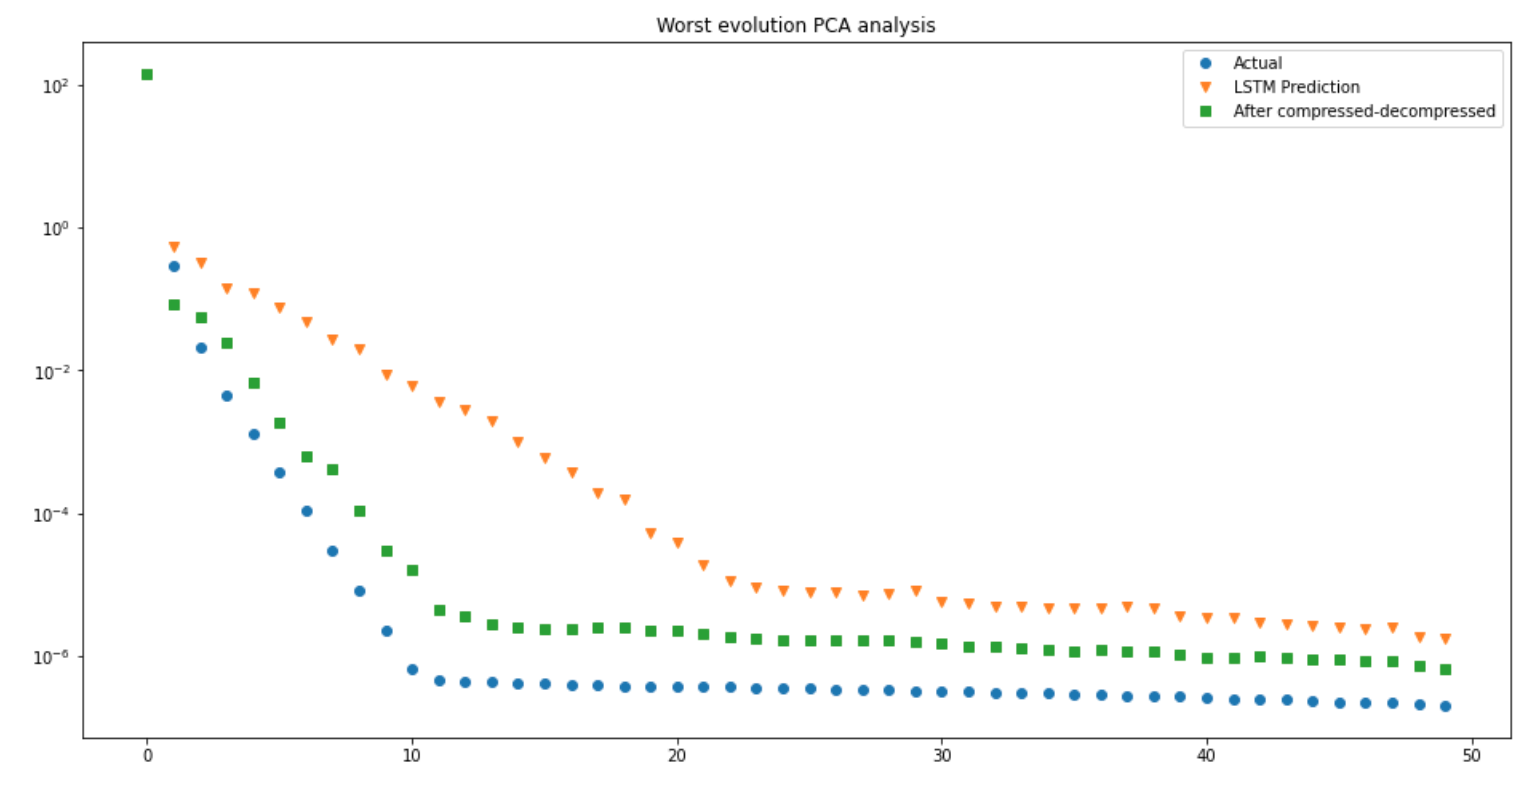 Worst evolution PCA analysis
Actual
LSTM Prediction
After compressed-decompressed
10²
10⁰
10⁻²
10⁻⁴
10⁻⁶
0 10 20 30 40 50